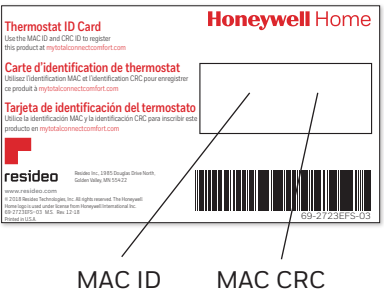 Thermostat ID Card
Use the MAC ID and CRC ID to register
this product at mytotalconnectcomfort.com
Honeywell Home
Carte d'identification de thermostat
Utilisez l'identification MAC et l'identification CRC pour enregistrer
ce produit à mytotalconnectcomfort.com
Tarjeta de identificación del termostato
Utilice la identificación MAC y la identificación CRC para inscribir este
producto en mytotalconnectcomfort.com
resideo
www.resideo.com
Resideo Inc., 1985 Douglas Drive North,
Golden Valley, MN 55422
© 2018 Resideo Technologies, Inc. All rights reserved. The Honeywell
Home logo is used under license from Honeywell International Inc.
69-2723EFS-03 M.S. Rev. 12-18
Printed in U.S.A.
69-2723EFS-03
MAC ID MAC CRC